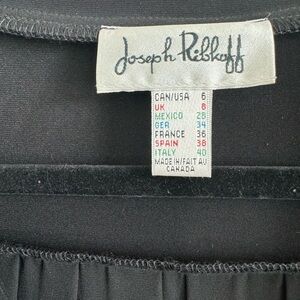 Joseph Ribkoff
CAN/USA 6
UK 8
MEXICO 28
GER 34
FRANCE 36
SPAIN 38
ITALY 40
MADE IN/FAIT AU
CANADA